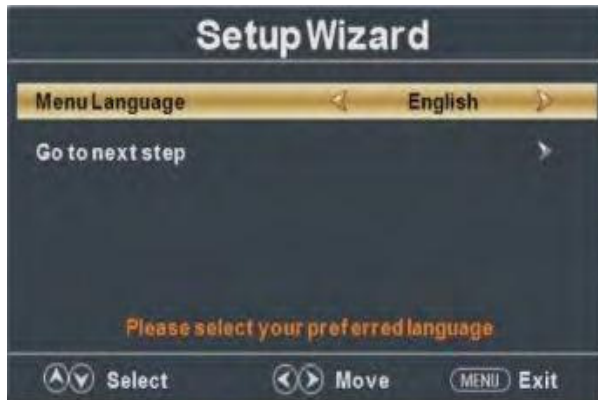 Setup Wizard
Menu Language English
Go to next step
Please select your preferred language
Select Move MENU Exit